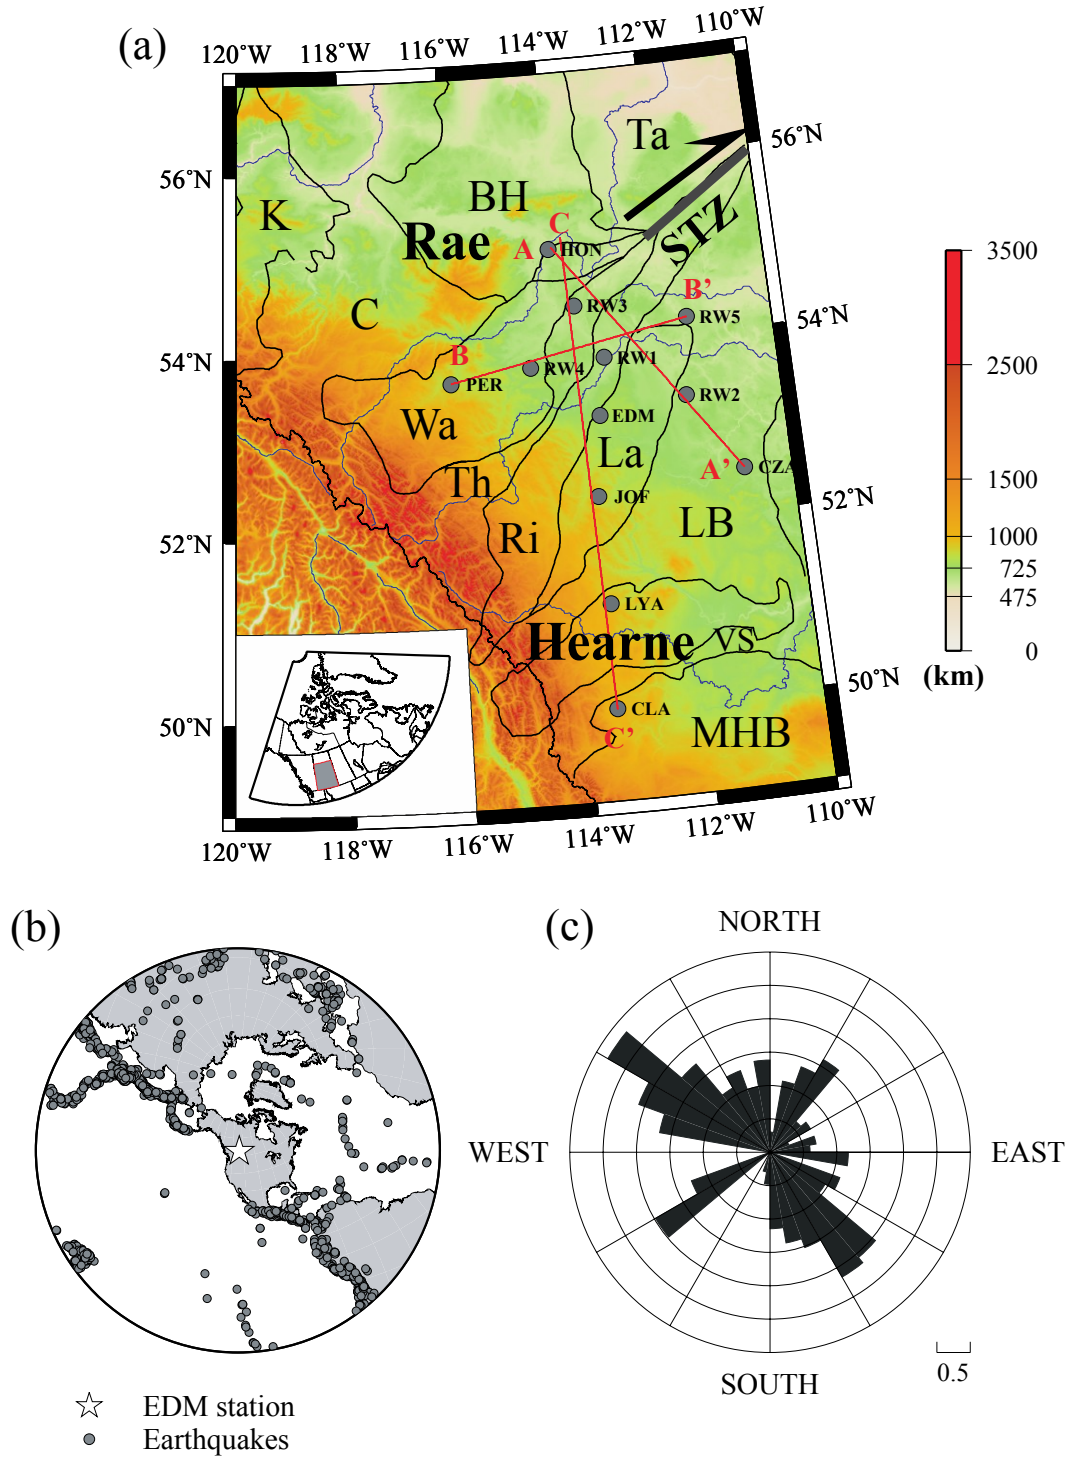 (a)
120°W 118°W 116°W 114°W 112°W 110°W
Ta
56°N
56°N
BH
K
STZ
C
Rae
A
HON
3500
B'
C
RW3
RW5
54°N
B
RW1
54°N
2500
PER
RW4
RW2
Wa
EDM
La
A'
CZA
Th
JOF
1500
52°N
LB
Ri
52°N
1000
725
LYA
475
Hearne
VS
0
50°N
(km)
CLA
50°N
C'
MHB
120°W 118°W 116°W 114°W 112°W 110°W
(b)
(c)
NORTH
WEST
EAST
0.5
SOUTH
EDM station
Earthquakes